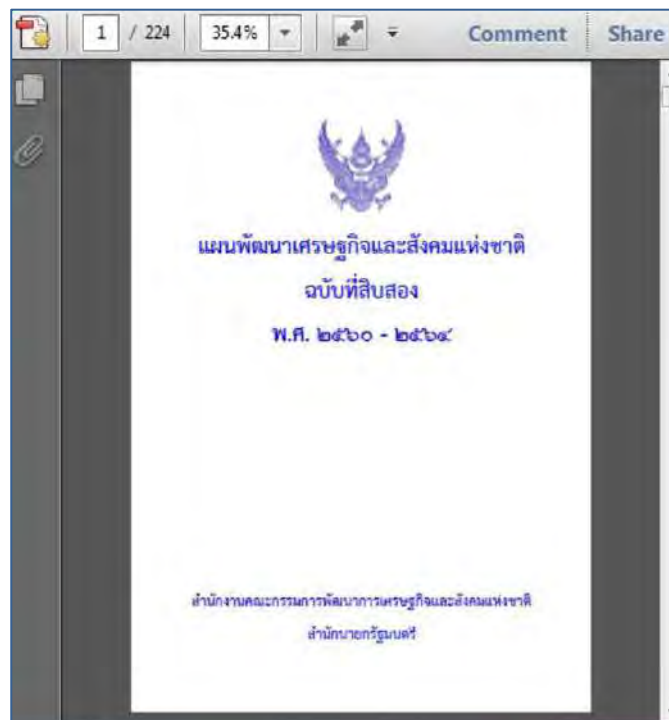 1 / 224 35.4% Comment Share
แผนพัฒนาเศรษฐกิจและสังคมแห่งชาติ
ฉบับที่สิบสอง
พ.ศ. ๒๕๖๐ - ๒๕๖๔
สำนักงานคณะกรรมการพัฒนาการเศรษฐกิจและสังคมแห่งชาติ
สำนักนายกรัฐมนตรี